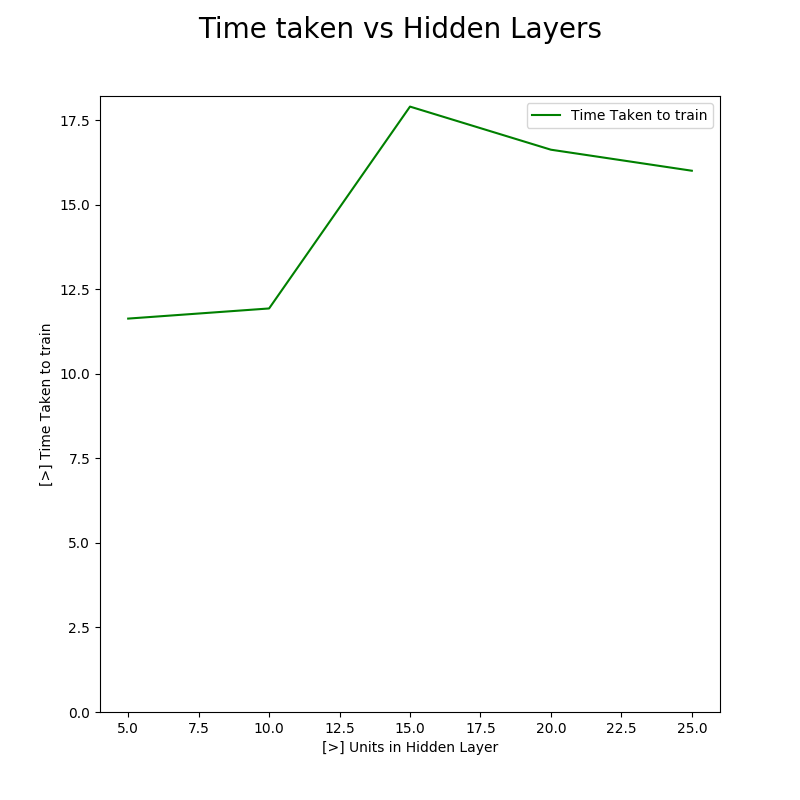 Time taken vs Hidden Layers
Time Taken to train
17.5
15.0
12.5
10.0
7.5
5.0
2.5
0.0
[>] Time Taken to train
5.0 7.5 10.0 12.5 15.0 17.5 20.0 22.5 25.0
[>] Units in Hidden Layer